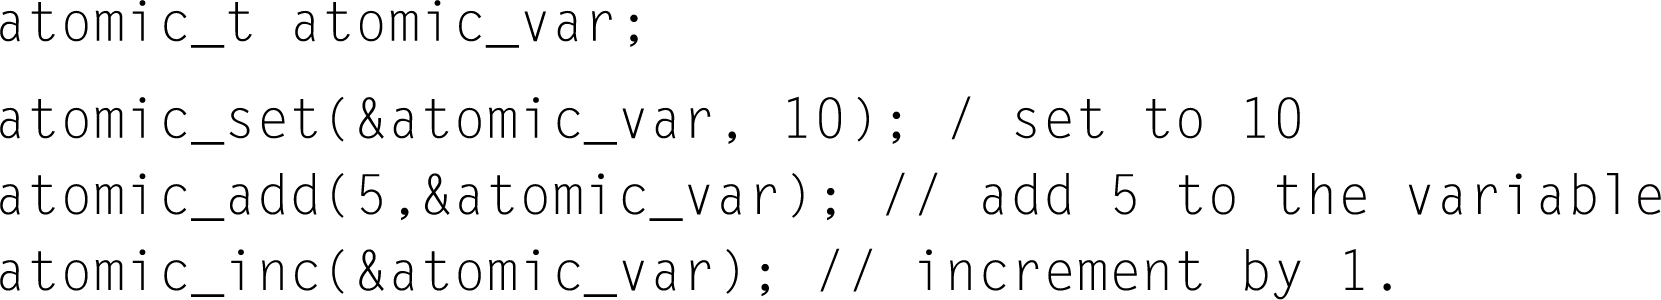 atomic_t atomic_var;
atomic_set(&atomic_var, 10); / set to 10
atomic_add(5,&atomic_var); // add 5 to the variable
atomic_inc(&atomic_var); // increment by 1.